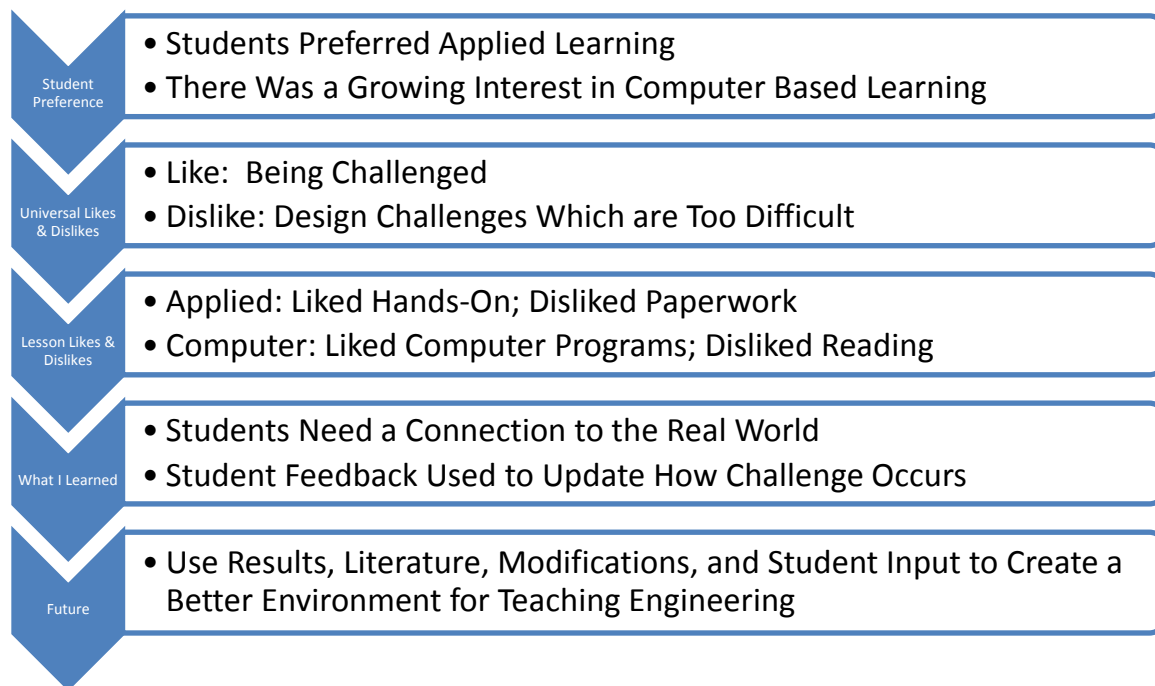 Student
Preference
• Students Preferred Applied Learning
• There Was a Growing Interest in Computer Based Learning
Universal Likes
& Dislikes
• Like:  Being Challenged
• Dislike: Design Challenges Which are Too Difficult
Lesson Likes &
Dislikes
• Applied: Liked Hands-On; Disliked Paperwork
• Computer: Liked Computer Programs; Disliked Reading
What I Learned
• Students Need a Connection to the Real World
• Student Feedback Used to Update How Challenge Occurs
Future
• Use Results, Literature, Modifications, and Student Input to Create a
Better Environment for Teaching Engineering